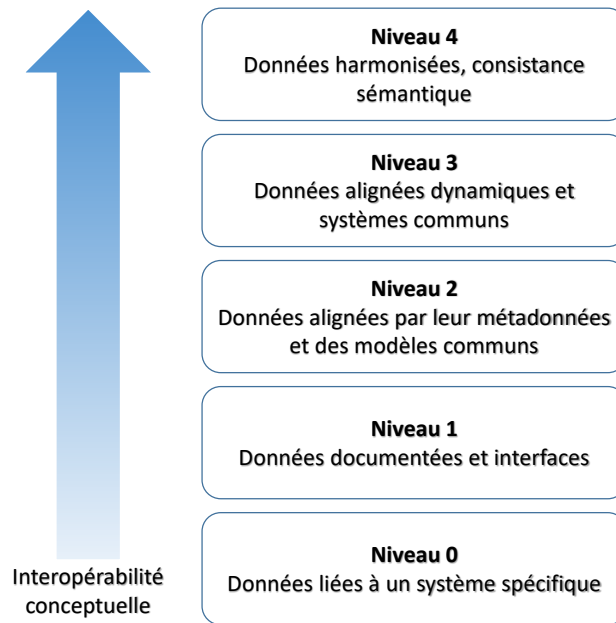 Niveau 4
Données harmonisées, consistance
sémantique
Niveau 3
Données alignées dynamiques et
systèmes communs
Niveau 2
Données alignées par leur métadonnées
et des modèles communs
Niveau 1
Données documentées et interfaces
Niveau 0
Données liées à un système spécifique
Interopérabilité
conceptuelle